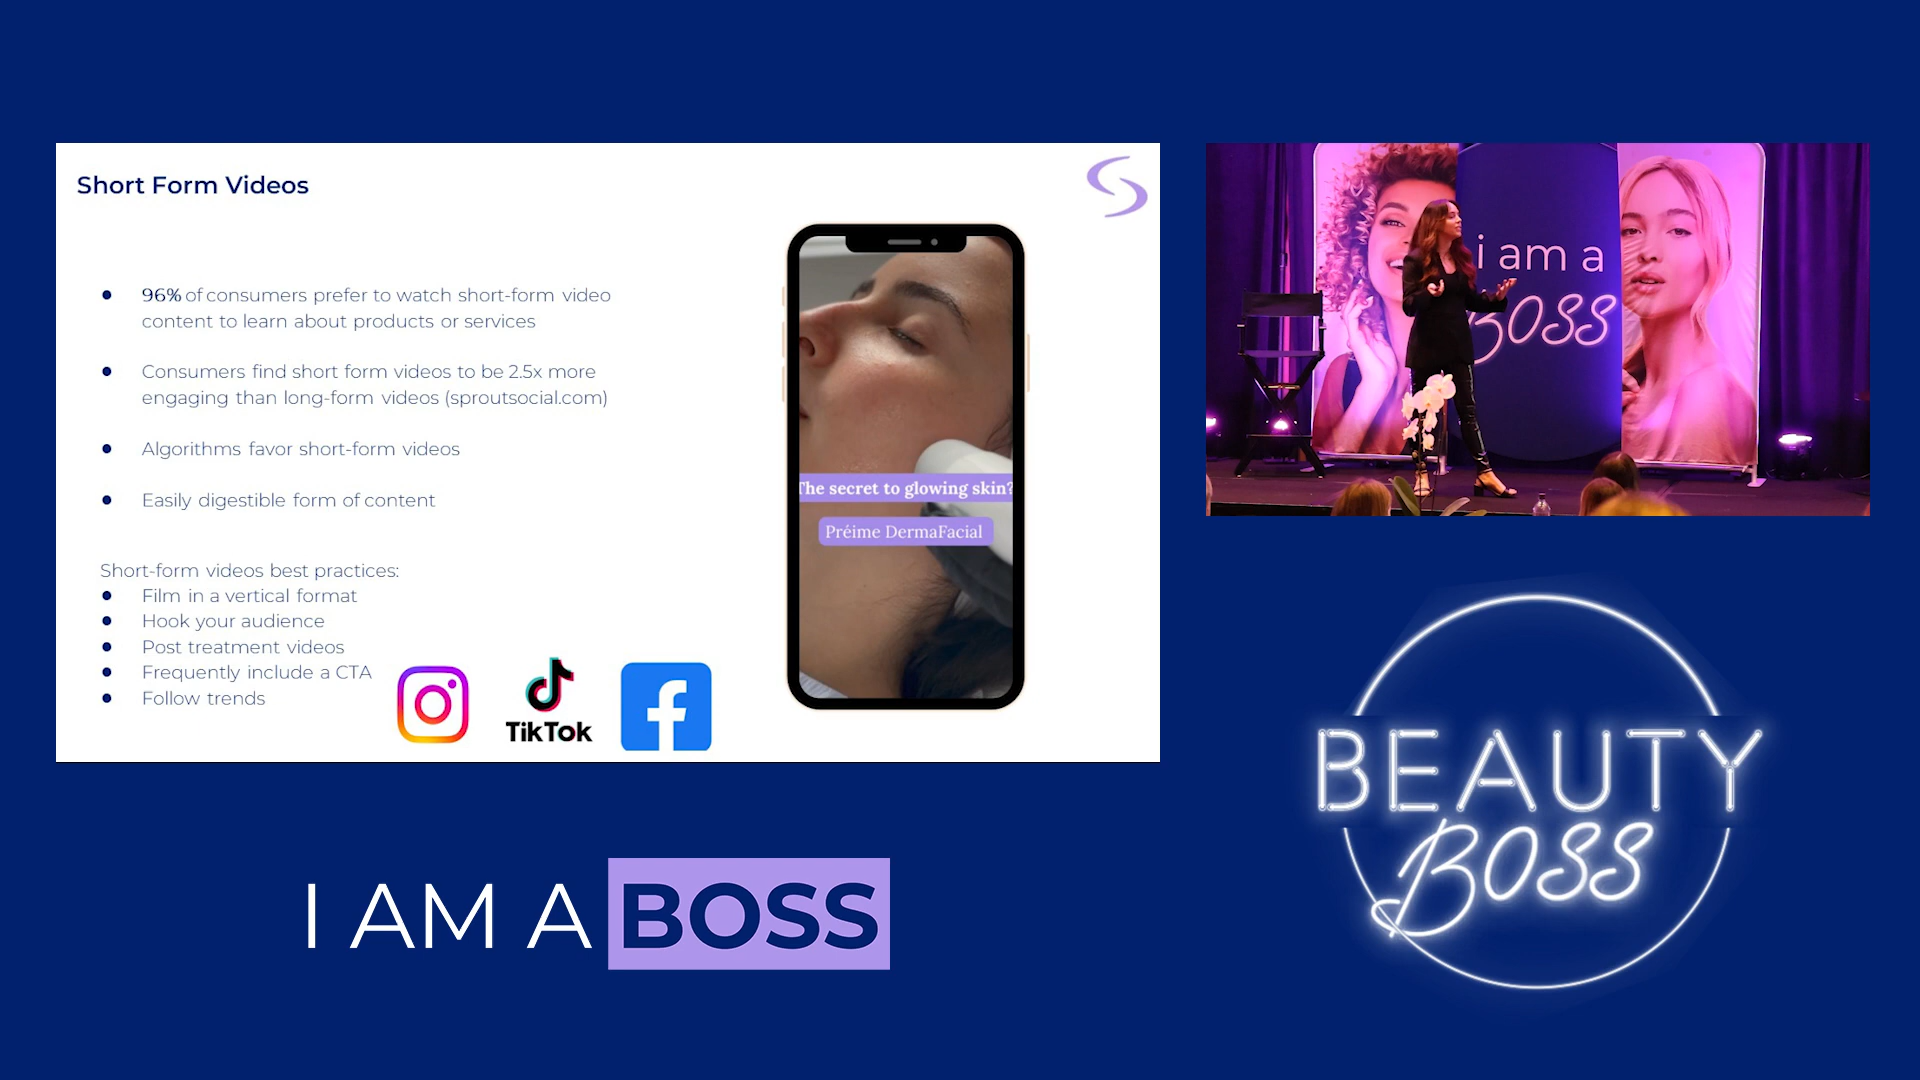 Short Form Videos
96% of consumers prefer to watch short-form video
content to learn about products or services
Consumers find short form videos to be 2.5x more
engaging than long-form videos (sproutsocial.com)
Algorithms favor short-form videos
Easily digestible form of content
Short-form videos best practices:
Film in a vertical format
Hook your audience
Post treatment videos
Frequently include a CTA
Follow trends
TikTok
The secret to glowing skin?
Préime DermaFacial
i am a
BOSS
I AM A BOSS
BEAUTY
BOSS